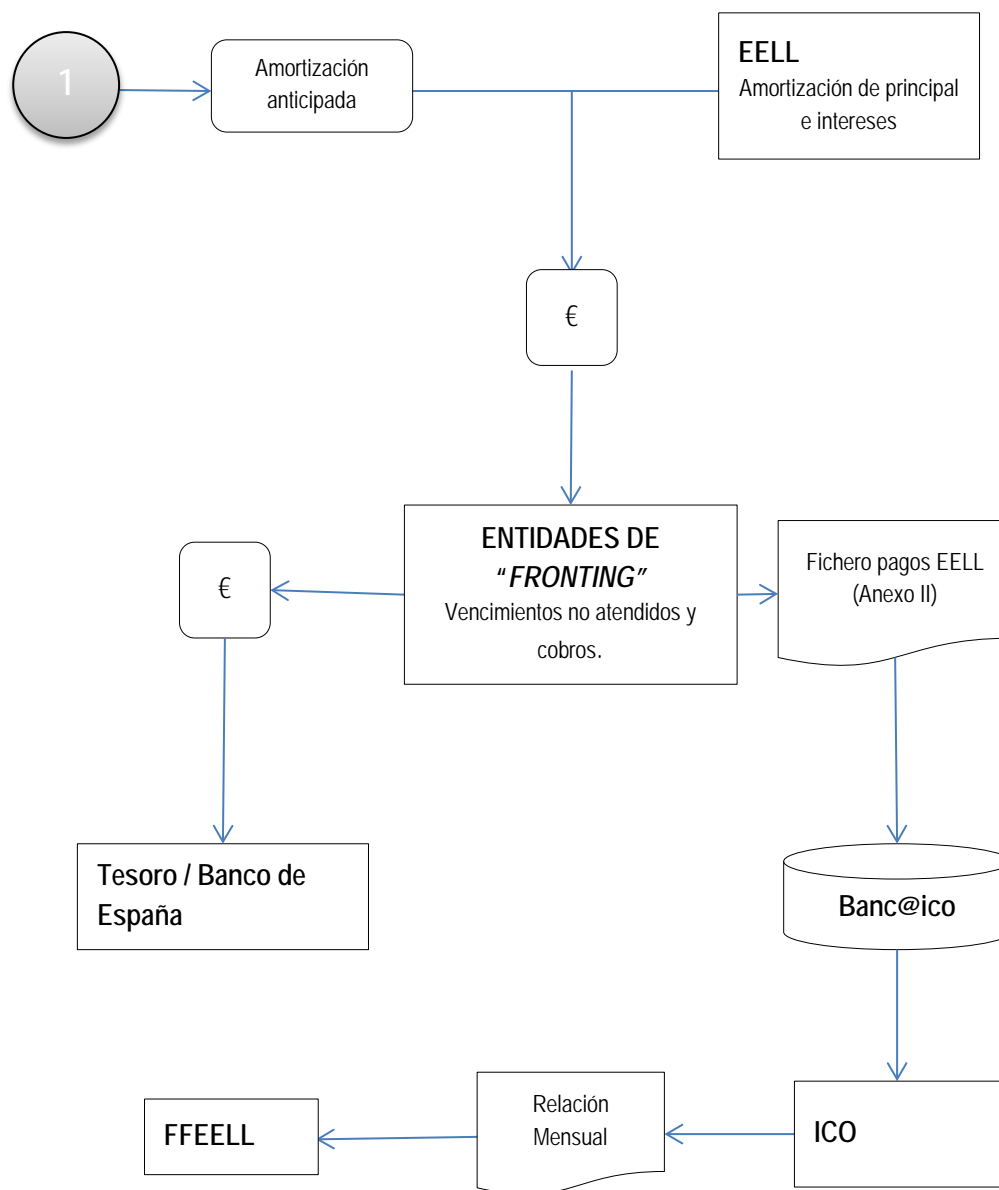 1
Amortización
anticipada
EELL
Amortización de principal
e intereses
€
ENTIDADES DE
“FRONTING”
Vencimientos no atendidos y
cobros.
€
Fichero pagos EELL
(Anexo II)
Tesoro / Banco de
España
Banc@ico
FFEELL
Relación
Mensual
ICO